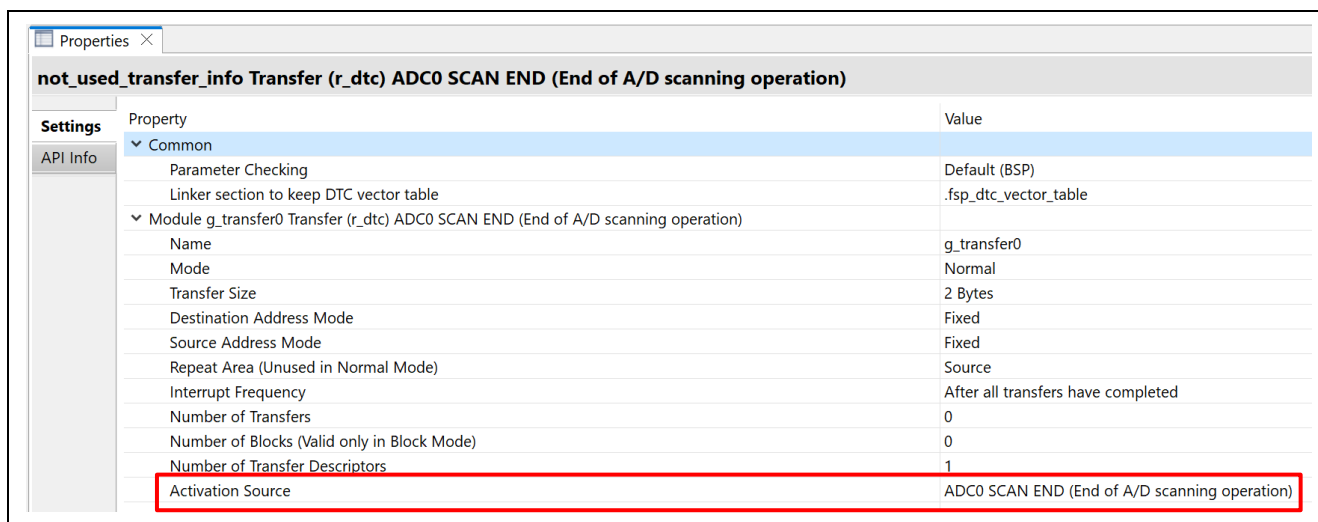 Properties
not_used_transfer_info Transfer (r_dtc) ADC0 SCAN END (End of A/D scanning operation)
Settings
API Info
Property Value
Common
Parameter Checking Default (BSP)
Linker section to keep DTC vector table .fsp_dtc_vector_table
Module g_transfer0 Transfer (r_dtc) ADC0 SCAN END (End of A/D scanning operation)
Name g_transfer0
Mode Normal
Transfer Size 2 Bytes
Destination Address Mode Fixed
Source Address Mode Fixed
Repeat Area (Unused in Normal Mode) Source
Interrupt Frequency After all transfers have completed
Number of Transfers 0
Number of Blocks (Valid only in Block Mode) 0
Number of Transfer Descriptors 1
Activation Source ADC0 SCAN END (End of A/D scanning operation)